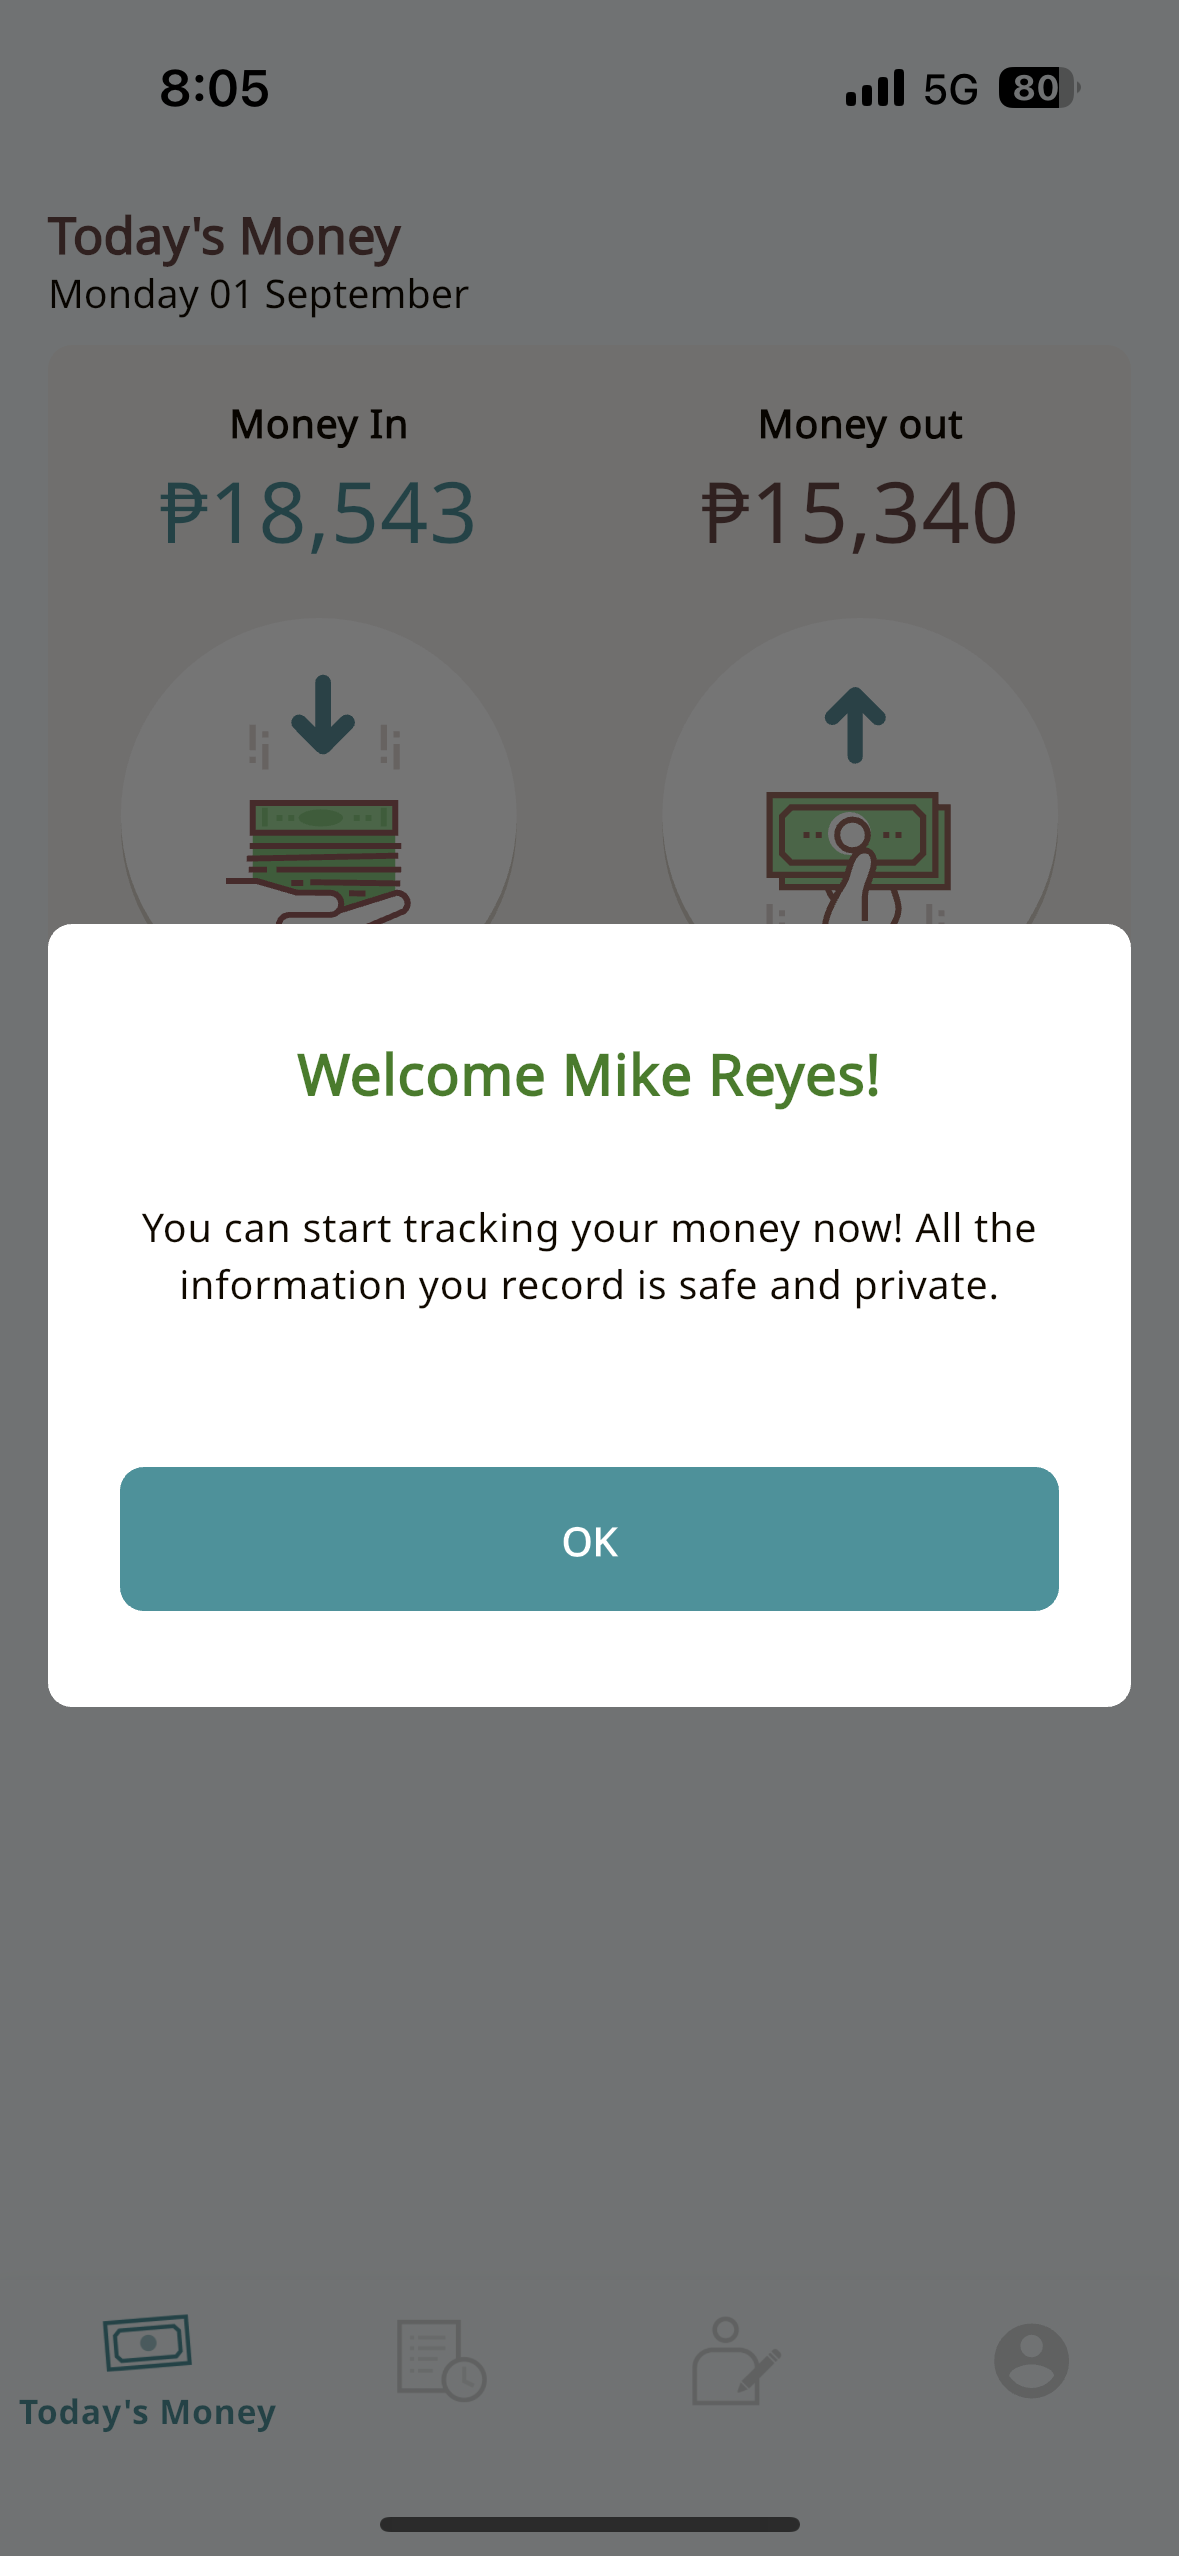 8:05
5G
80
Today's Money
Monday 01 September
Money In
Money out
₱18,543
₱15,340
Welcome Mike Reyes!
You can start tracking your money now! All the
information you record is safe and private.
OK
Today's Money